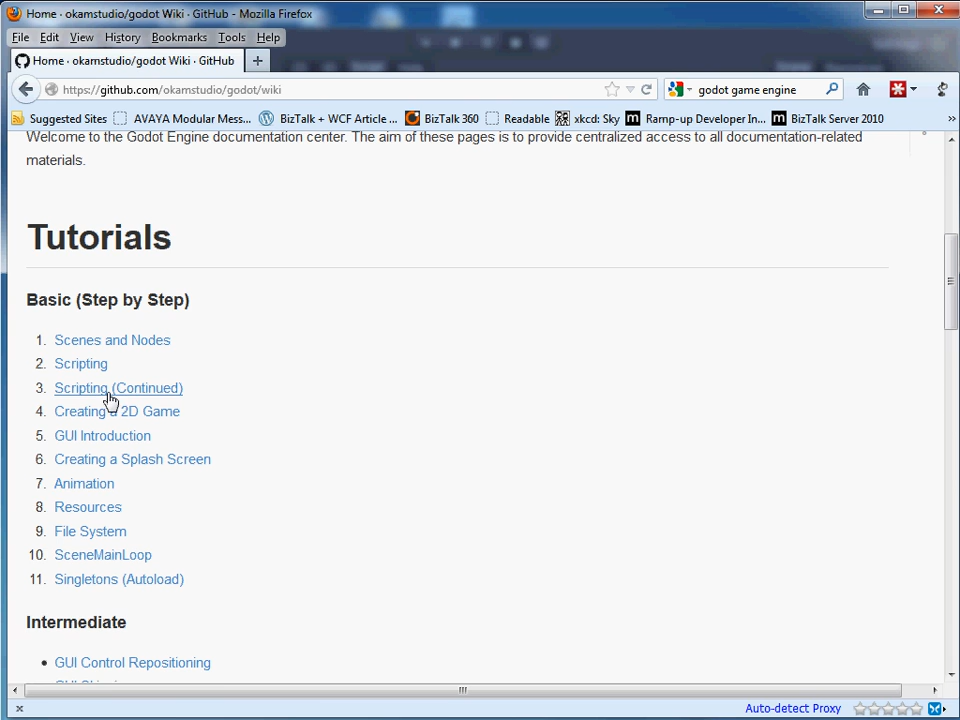 Home · okamstudio/godot Wiki · GitHub - Mozilla Firefox
File Edit View History Bookmarks Tools Help
Home · okamstudio/godot Wiki · GitHub
https://github.com/okamstudio/godot/wiki godot game engine
Suggested Sites AVAYA Modular Mess... BizTalk + WCF Article ... BizTalk 360 Readable xkcd: Sky Ramp-up Developer In... BizTalk Server 2010 »
Welcome to the Godot Engine documentation center. The aim of these pages is to provide centralized access to all documentation-related
materials.
Tutorials
Basic (Step by Step)
1. Scenes and Nodes
2. Scripting
3. Scripting (Continued)
4. Creating a 2D Game
5. GUI Introduction
6. Creating a Splash Screen
7. Animation
8. Resources
9. File System
10. SceneMainLoop
11. Singletons (Autoload)
Intermediate
• GUI Control Repositioning
Auto-detect Proxy